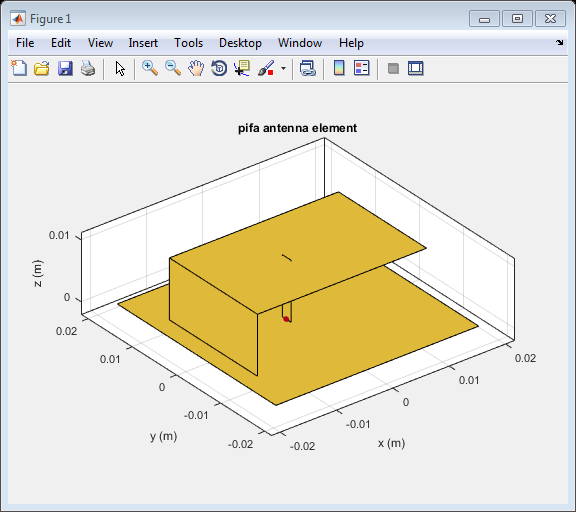 Figure 1
File Edit View Insert Tools Desktop Window Help
pifa antenna element
0.01
0
z (m)
0.02
0.01
0
-0.01
-0.02
y (m)
-0.02
-0.01
0
0.01
0.02
x (m)